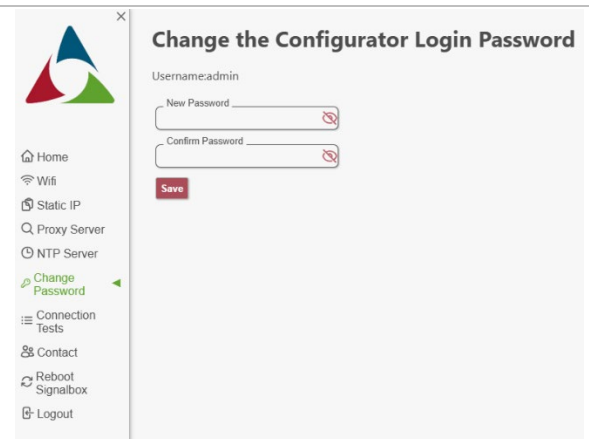 ×
Home
Wifi
Static IP
Proxy Server
NTP Server
Change
Password
Connection
Tests
Contact
Reboot
Signalbox
Logout
Change the Configurator Login Password
Username:admin
New Password
Confirm Password
Save